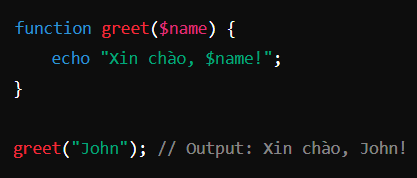 function greet($name) {
    echo "Xin chào, $name!";
}

greet("John"); // Output: Xin chào, John!